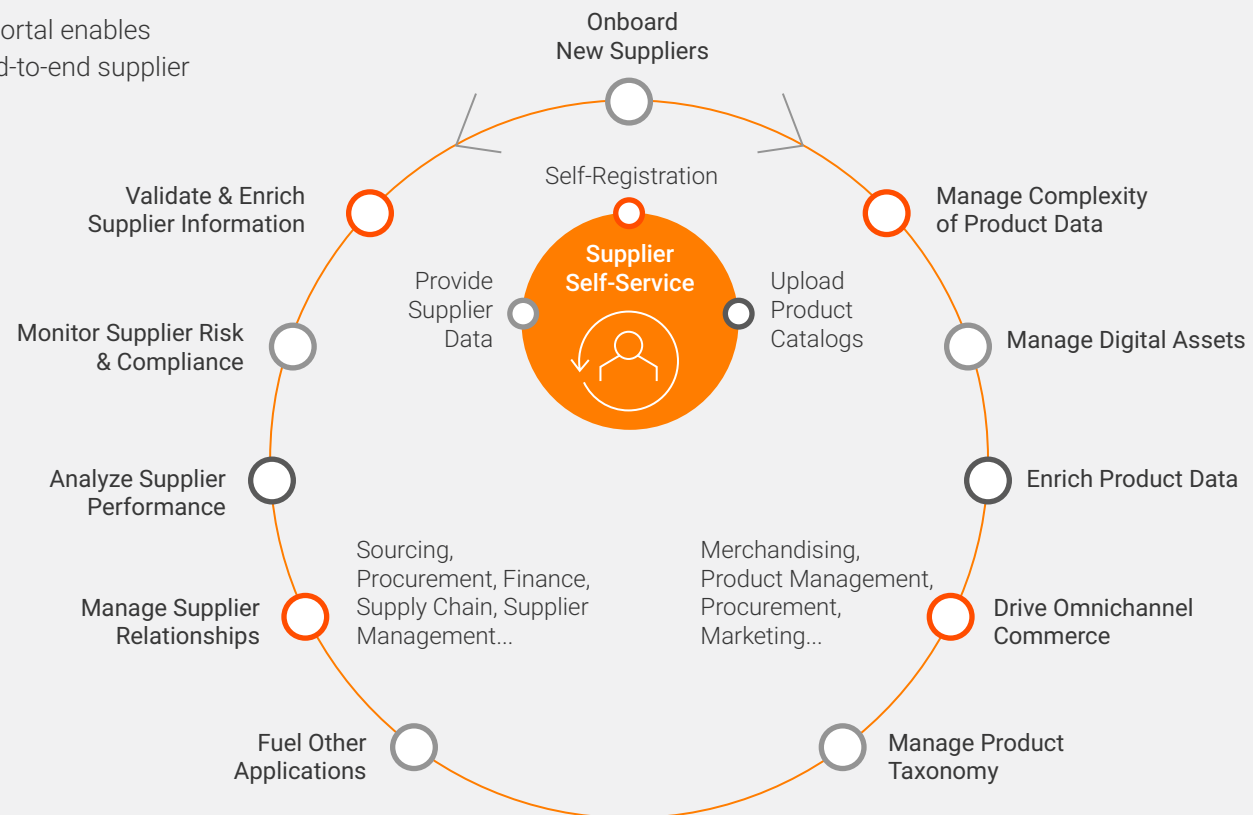 ortal enables
d-to-end supplier
Onboard
New Suppliers
Self-Registration
Validate & Enrich
Supplier Information
Manage Complexity
of Product Data
Supplier
Self-Service
Provide
Supplier
Data
Upload
Product
Catalogs
Monitor Supplier Risk
& Compliance
Manage Digital Assets
Analyze Supplier
Performance
Enrich Product Data
Sourcing,
Procurement, Finance,
Supply Chain, Supplier
Management...
Merchandising,
Product Management,
Procurement,
Marketing...
Manage Supplier
Relationships
Drive Omnichannel
Commerce
Fuel Other
Applications
Manage Product
Taxonomy